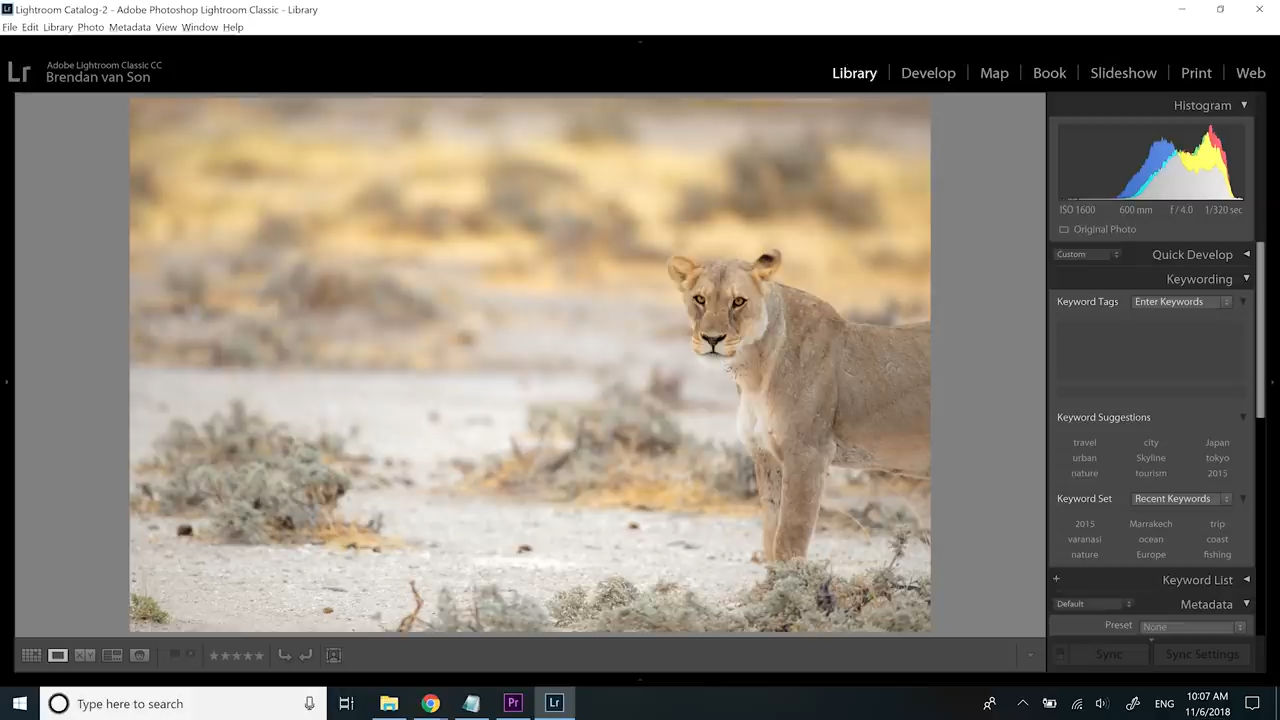 Lightroom Catalog-2 - Adobe Photoshop Lightroom Classic - Library
File Edit Library Photo Metadata View Window Help
Lr
Adobe Lightroom Classic CC
Brendan van Son
Library Develop Map Book Slideshow Print Web
Histogram
ISO 1600 600 mm f / 4.0 1/320 sec
Original Photo
Custom Quick Develop
Keywording
Keyword Tags Enter Keywords
Keyword Suggestions
travel city Japan
urban Skyline tokyo
nature tourism 2015
Keyword Set Recent Keywords
2015 Marrakech trip
varanasi ocean coast
nature Europe fishing
+ Keyword List
Default Metadata
Preset None
XY
Sync Sync Settings
Type here to search
Pr
Lr
ENG
10:07 AM
11/6/2018